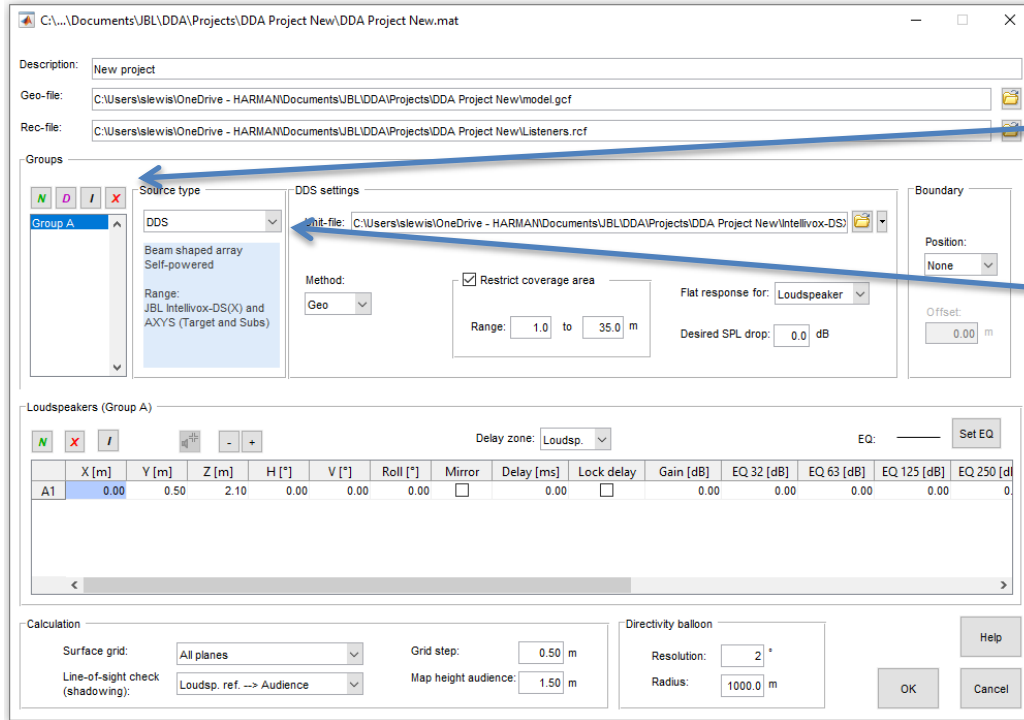 C:\...\Documents\JBL\DDA\Projects\DDA Project New\DDA Project New.mat
Description: New project
Geo-file: C:\Users\slewis\OneDrive - HARMAN\Documents\JBL\DDA\Projects\DDA Project New\model.gcf
Rec-file: C:\Users\slewis\OneDrive - HARMAN\Documents\JBL\DDA\Projects\DDA Project New\Listeners.rcf
Groups
N D I X
Group A
Source type
DDS
Beam shaped array
Self-powered
Range:
JBL Intellivox-DS(X) and
AXYS (Target and Subs)
DDS settings
Unit-file: C:\Users\slewis\OneDrive - HARMAN\Documents\JBL\DDA\Projects\DDA Project New\Intellivox-DSX
Method:
Geo
Restrict coverage area
Range: 1.0 to 35.0 m
Flat response for: Loudspeaker
Desired SPL drop: 0.0 dB
Boundary
Position:
None
Offset:
0.00 m
Loudspeakers (Group A)
N X I - + Delay zone: Loudsp. EQ: Set EQ
X [m] Y [m] Z [m] H [°] V [°] Roll [°] Mirror Delay [ms] Lock delay Gain [dB] EQ 32 [dB] EQ 63 [dB] EQ 125 [dB] EQ 250 [dB
A1 0.00 0.50 2.10 0.00 0.00 0.00 0.00 0.00 0.00 0.00 0.00 0.
Calculation
Surface grid: All planes
Line-of-sight check
(shadowing): Loudsp. ref. --> Audience
Grid step: 0.50 m
Map height audience: 1.50 m
Directivity balloon
Resolution: 2 °
Radius: 1000.0 m
Help
OK
Cancel